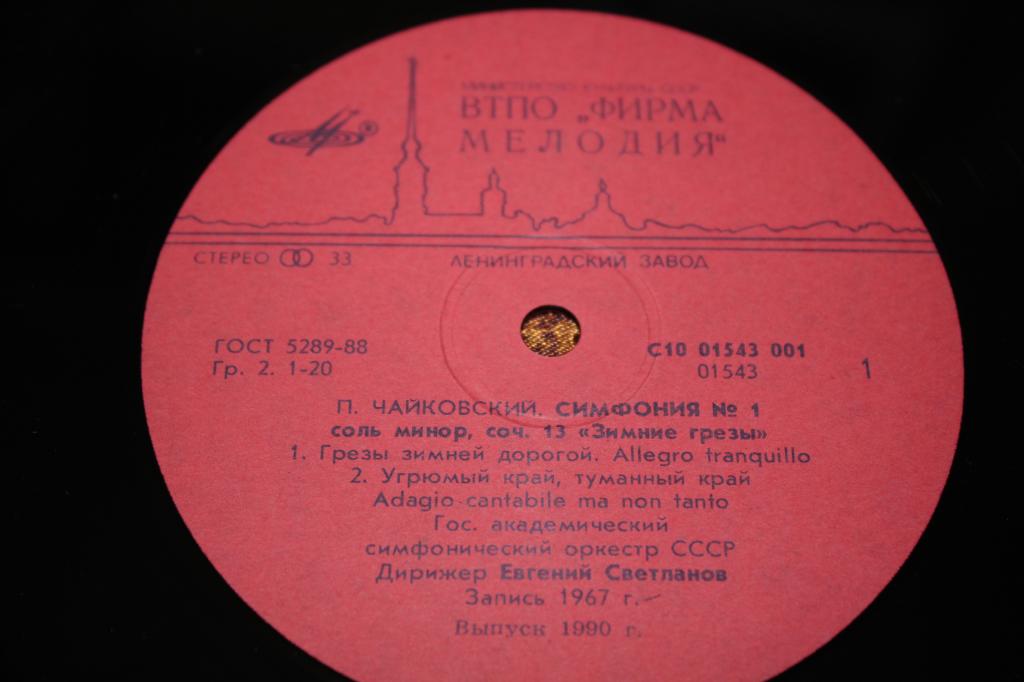 МИНИСТЕРСТВО КУЛЬТУРЫ СССР
ВТПО „ФИРМА
МЕЛОДИЯ“
СТЕРЕО 33
ЛЕНИНГРАДСКИЙ ЗАВОД
ГОСТ 5289-88
Гр. 2. 1-20
С10 01543 001
01543
1
П. ЧАЙКОВСКИЙ. СИМФОНИЯ № 1
соль минор, соч. 13 «Зимние грезы»
1. Грезы зимней дорогой. Allegro tranquillo
2. Угрюмый край, туманный край
Adagio cantabile ma non tanto
Гос. академический
симфонический оркестр СССР
Дирижер Евгений Светланов
Запись 1967 г.
Выпуск 1990 г.